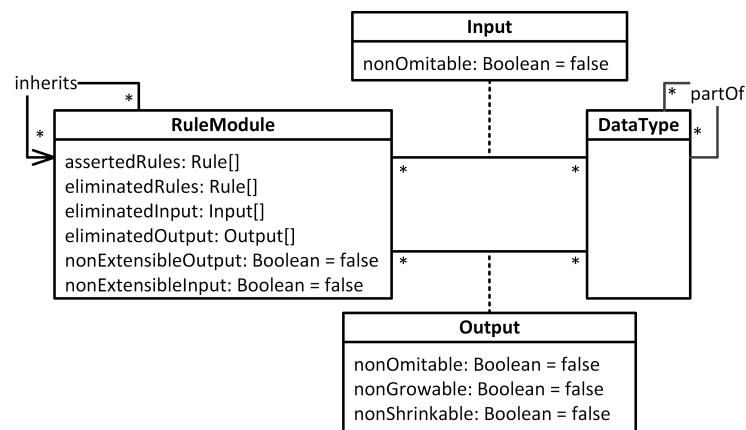 Input
nonOmitable: Boolean = false
inherits
*
*
RuleModule
assertedRules: Rule[]
eliminatedRules: Rule[]
eliminatedInput: Input[]
eliminatedOutput: Output[]
nonExtensibleOutput: Boolean = false
nonExtensibleInput: Boolean = false
*
*
*
*
DataType
*
partOf
*
Output
nonOmitable: Boolean = false
nonGrowable: Boolean = false
nonShrinkable: Boolean = false